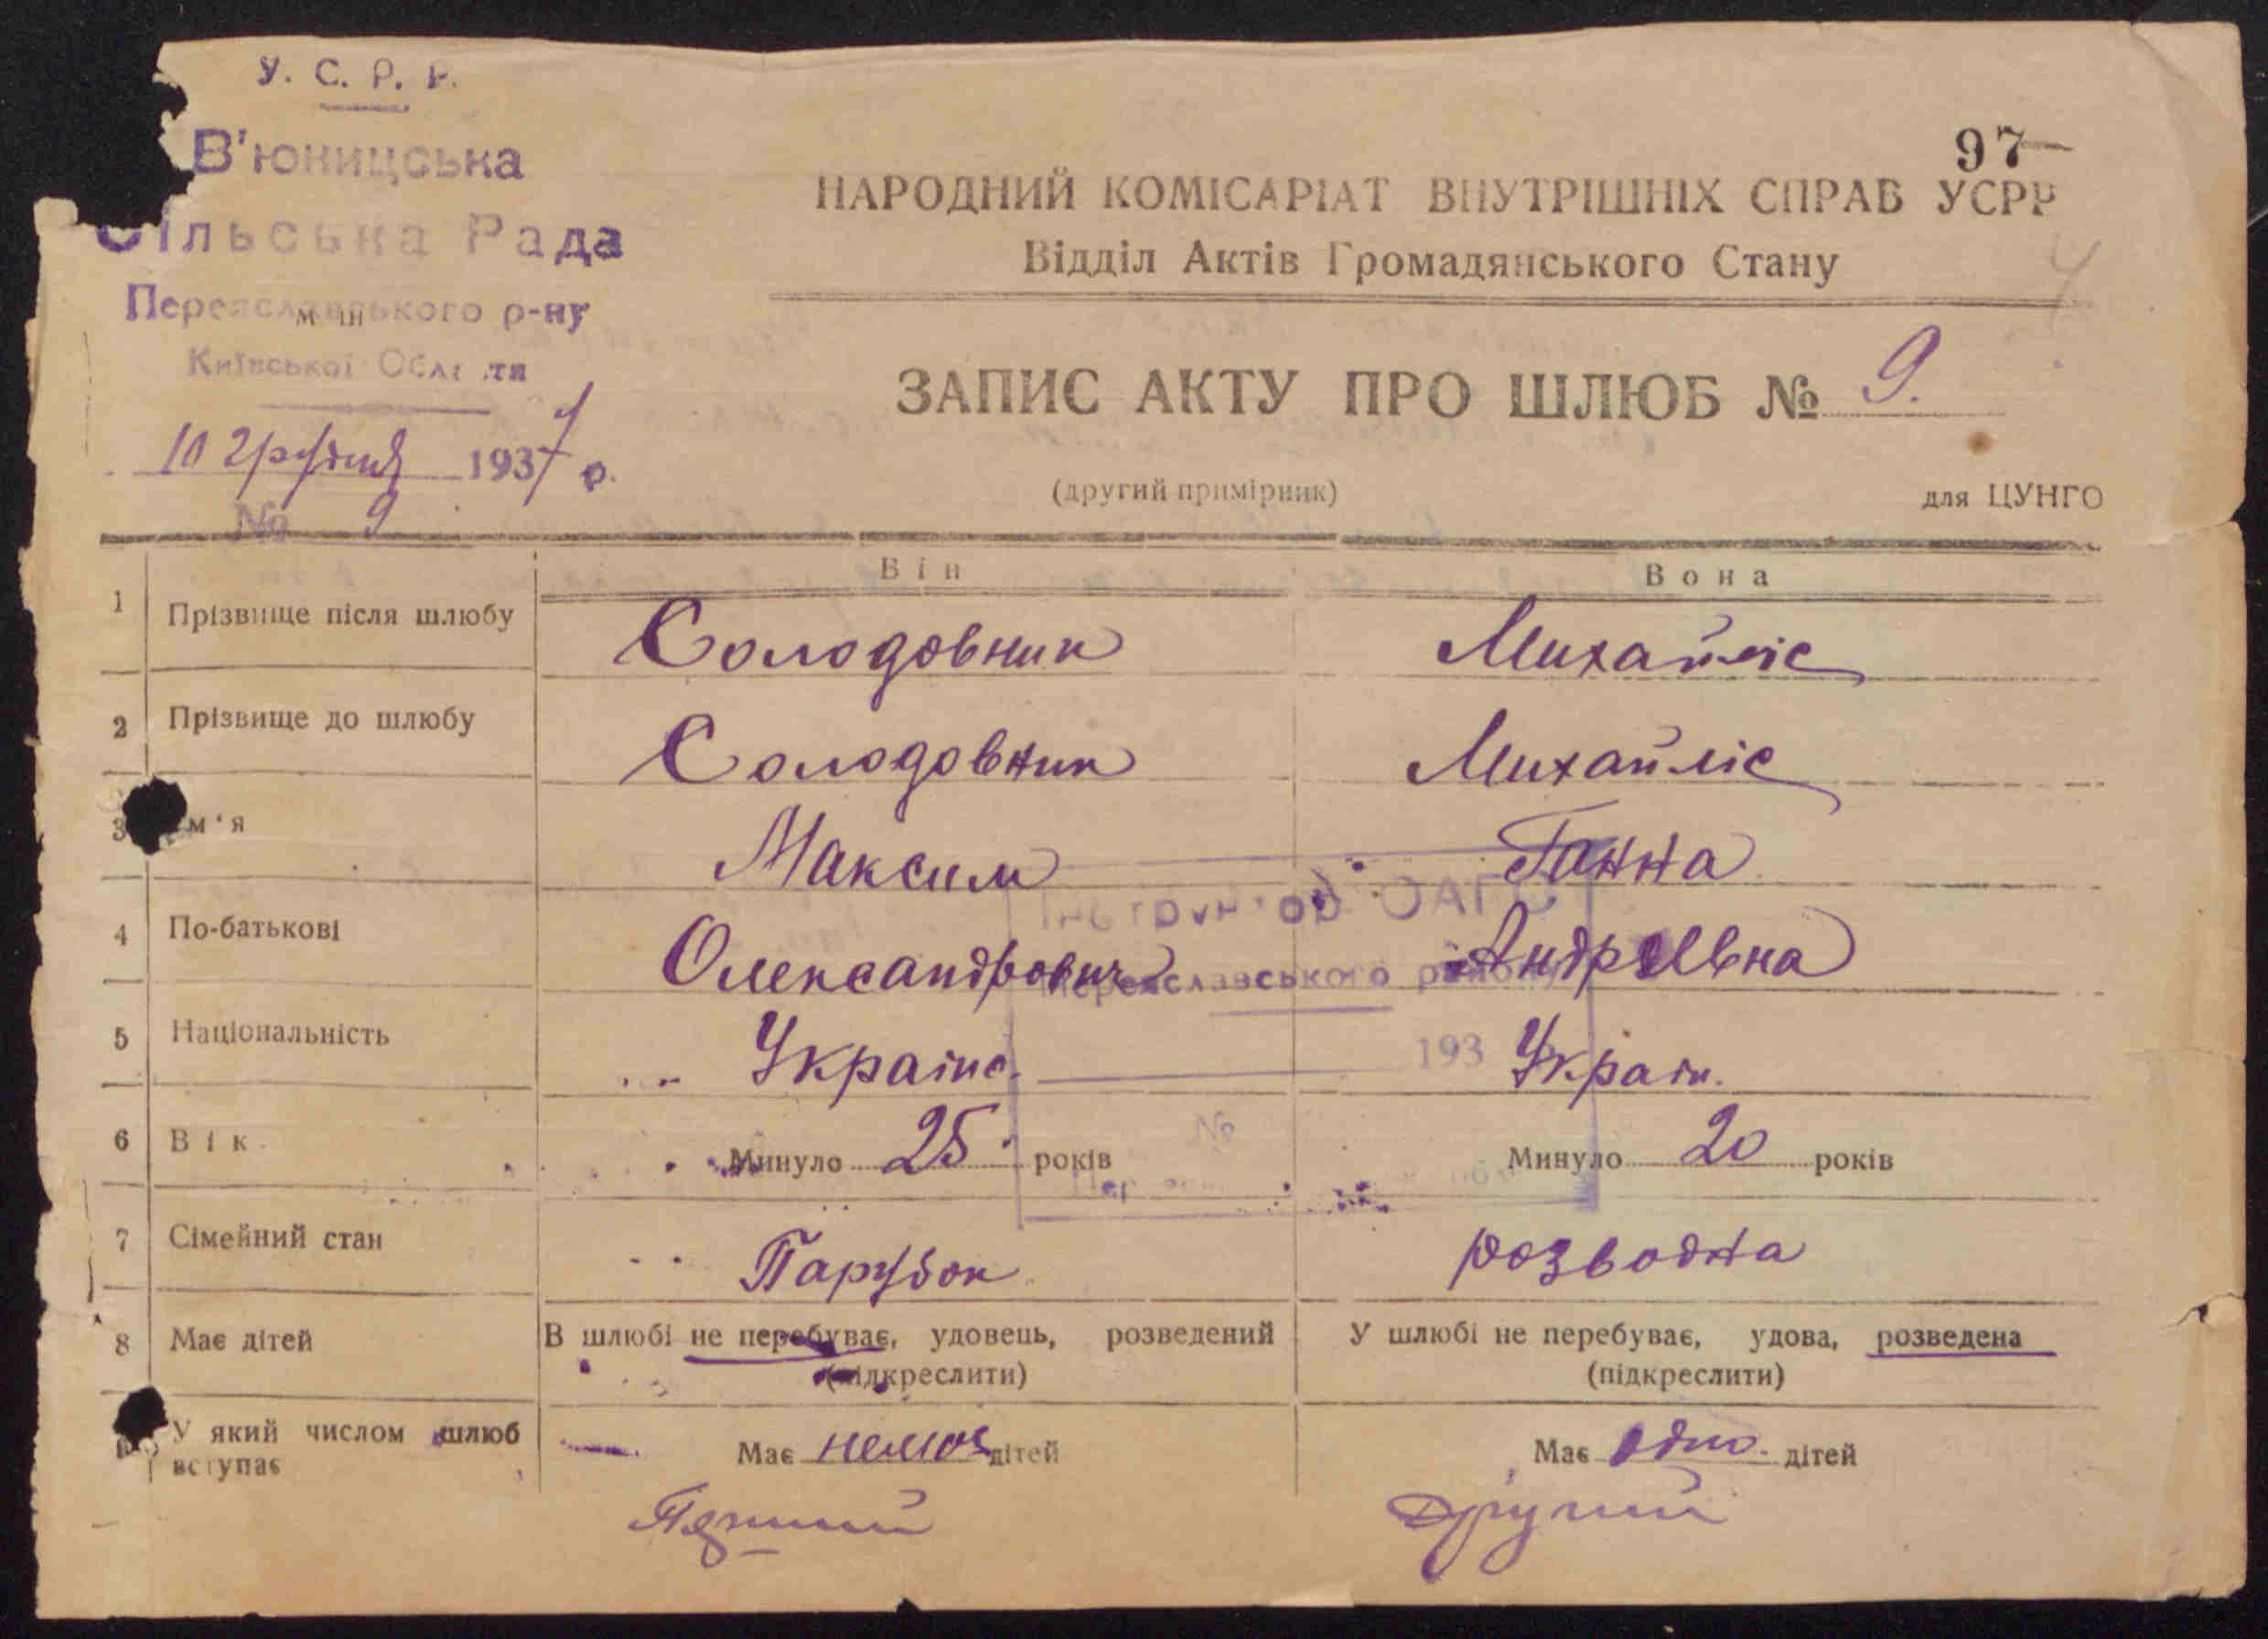 У. С. Р. Р.
В'юницська
Сільська Рада
Переяславського р-ну
Київської Області
10 грудня 1937 р.
№ 9
97
НАРОДНИЙ КОМІСАРІАТ ВНУТРІШНІХ СПРАВ УСРР
Відділ Актів Громадянського Стану
4
ЗАПИС АКТУ ПРО ШЛЮБ № 9.
(другий примірник)
для ЦУНГО
Він Вона
1 Прізвище після шлюбу Солодовник Михайліс
2 Прізвище до шлюбу Солодовник Михайліс
3 м'я Максим Ганна
Інструктор ОАГС
4 По-батькові Олександрович Андріївна
Переяславського району
5 Національність Україно. Україн.
193
6 Вік Минуло 25 років Минуло 20 років
№
7 Сімейний стан Парубок розводна
8 Має дітей В шлюбі не перебуває, удовець, розведений У шлюбі не перебуває, удова, розведена
(підкреслити) (підкреслити)
У який числом шлюб вступає Має немає дітей Має одно. дітей
Другий